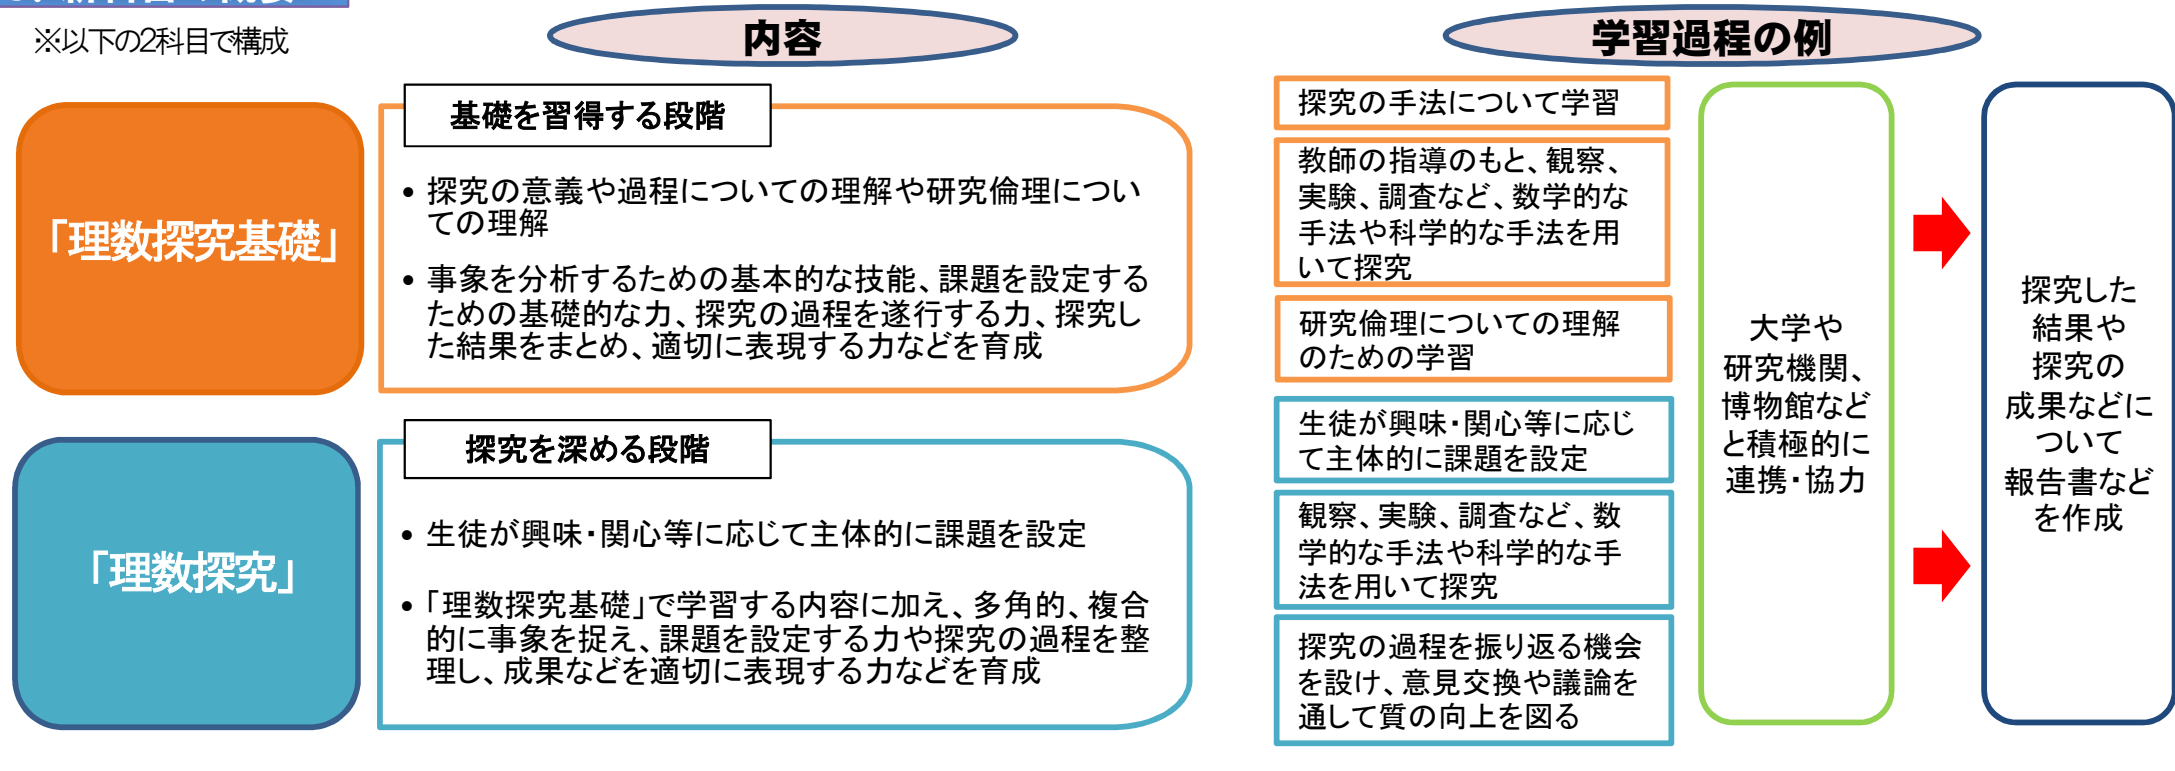 ※以下の2科目で構成
内容
学習過程の例
「理数探究基礎」
基礎を習得する段階
• 探究の意義や過程についての理解や研究倫理につい
ての理解
• 事象を分析するための基本的な技能、課題を設定する
ための基礎的な力、探究の過程を遂行する力、探究し
た結果をまとめ、適切に表現する力などを育成
「理数探究」
探究を深める段階
• 生徒が興味・関心等に応じて主体的に課題を設定
• 「理数探究基礎」で学習する内容に加え、多角的、複合
的に事象を捉え、課題を設定する力や探究の過程を整
理し、成果などを適切に表現する力などを育成
探究の手法について学習
教師の指導のもと、観察、
実験、調査など、数学的な
手法や科学的な手法を用
いて探究
研究倫理についての理解
のための学習
生徒が興味・関心等に応じ
て主体的に課題を設定
観察、実験、調査など、数
学的な手法や科学的な手
法を用いて探究
探究の過程を振り返る機会
を設け、意見交換や議論を
通して質の向上を図る
大学や
研究機関、
博物館など
と積極的に
連携・協力
探究した
結果や
探究の
成果などに
ついて
報告書など
を作成